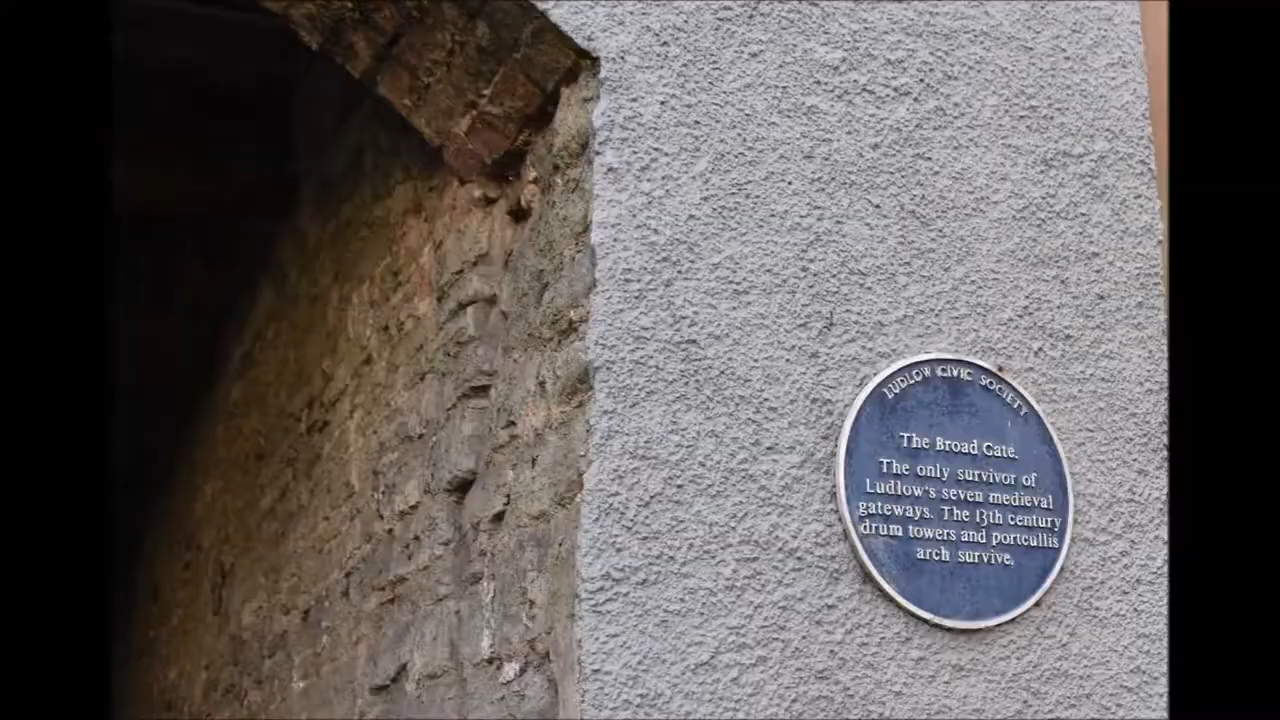 LUDLOW CIVIC SOCIETY
The Broad Gate.
The only survivor of
Ludlow's seven medieval
gateways. The 13th century
drum towers and portcullis
arch survive.